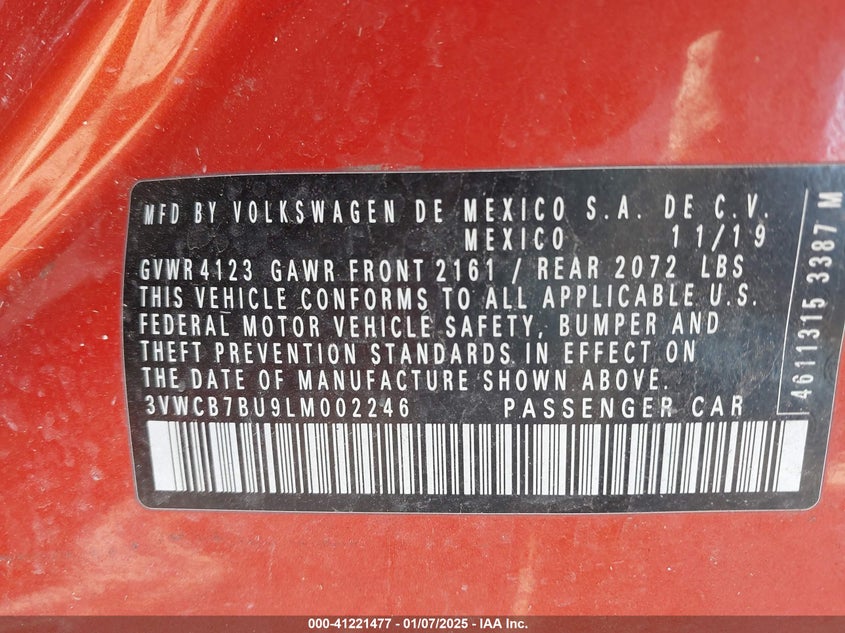 MFD BY VOLKSWAGEN DE MEXICO S.A. DE C.V.
MEXICO 11/19
GVWR 4123 GAWR FRONT 2161 / REAR 2072 LBS
THIS VEHICLE CONFORMS TO ALL APPLICABLE U.S.
FEDERAL MOTOR VEHICLE SAFETY, BUMPER AND
THEFT PREVENTION STANDARDS IN EFFECT ON
THE DATE OF MANUFACTURE SHOWN ABOVE.
3VWCB7BU9LM002246 PASSENGER CAR
4611315 3387 M
000-41221477 - 01/07/2025 - IAA Inc.